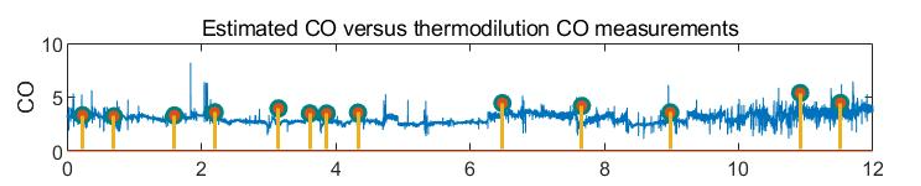 Estimated CO versus thermodilution CO measurements
10
5
0
CO
0 2 4 6 8 10 12